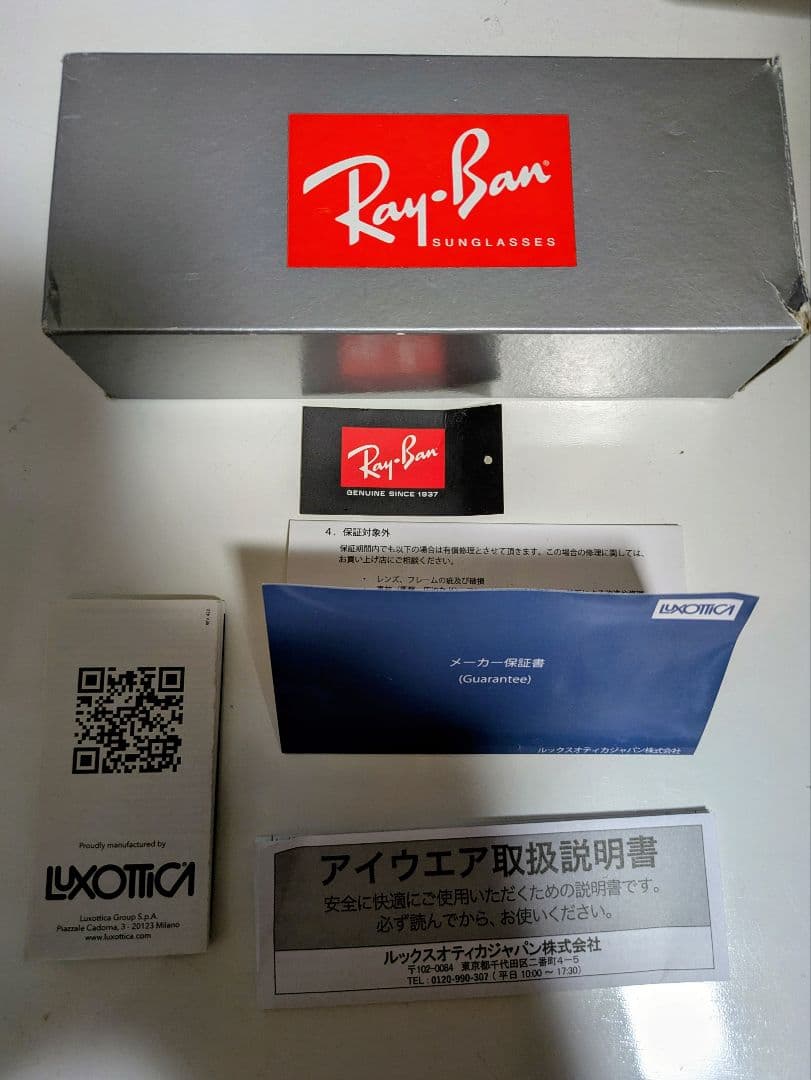 Ray-Ban®
SUNGLASSES
Ray-Ban
GENUINE SINCE 1937
4. 保証対象外
保証期間内でも以下の場合は有償修理とさせて頂きます。この場合の修理に関しては、
お買い上げ店にご相談ください。
・ レンズ、フレームの疵及び破損
LUXOTTICA
メーカー保証書
(Guarantee)
ルックスオティカジャパン株式会社
Proudly manufactured by
LUXOTTICA®
Luxottica Group S.p.A.
Piazzale Cadorna, 3 - 20123 Milano
www.luxottica.com
アイウエア取扱説明書
安全に快適にご使用いただくための説明書です。
必ず読んでから、お使いください。
ルックスオティカジャパン株式会社
〒102-0084 東京都千代田区二番町4-5
TEL : 0120-990-307 ( 平日 10:00 ~ 17:30)